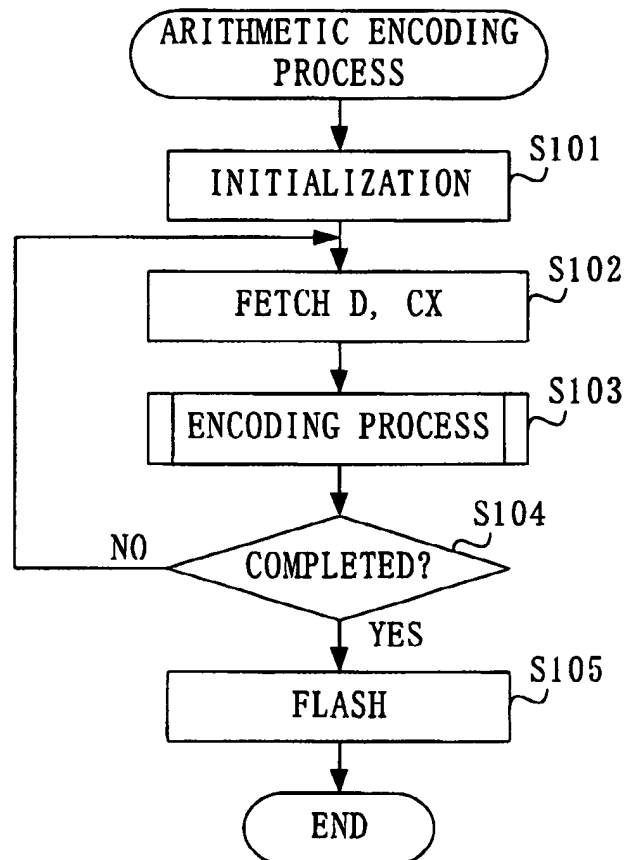 ARITHMETIC ENCODING
PROCESS
S101
INITIALIZATION
S102
FETCH D, CX
S103
ENCODING PROCESS
S104
NO
COMPLETED?
YES
S105
FLASH
END